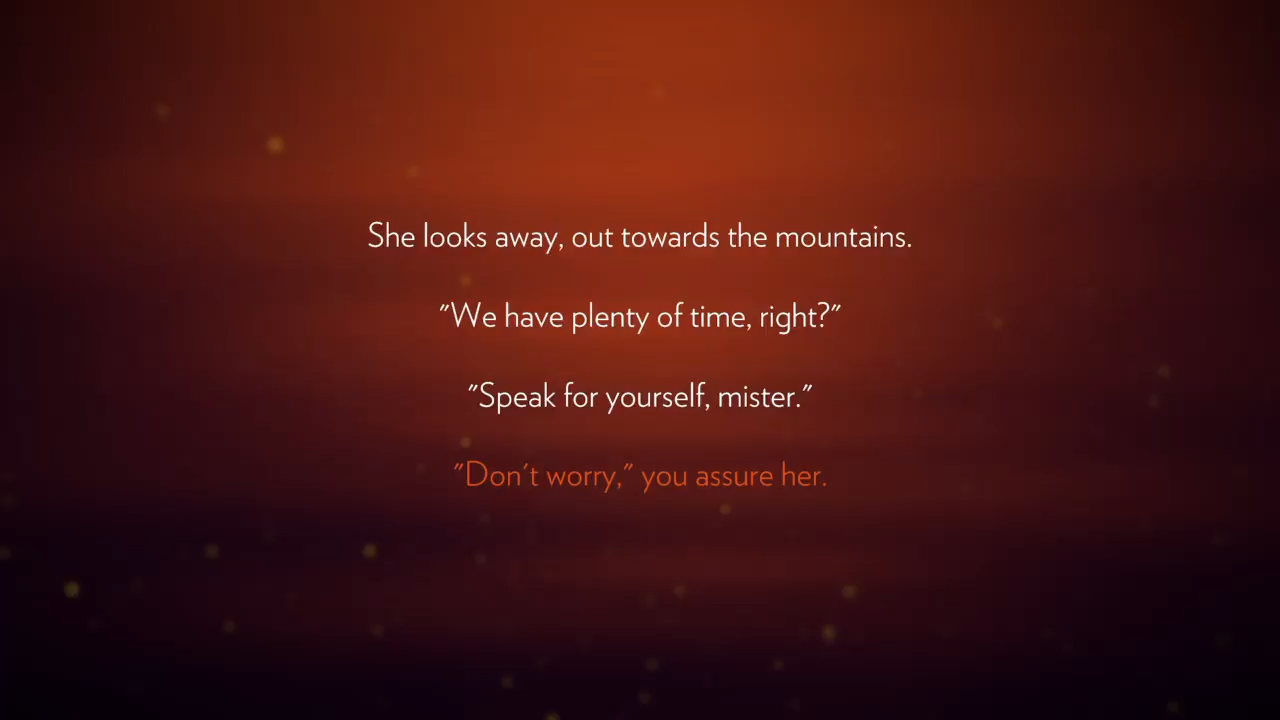 She looks away, out towards the mountains.
"We have plenty of time, right?"
"Speak for yourself, mister."
"Don't worry," you assure her.